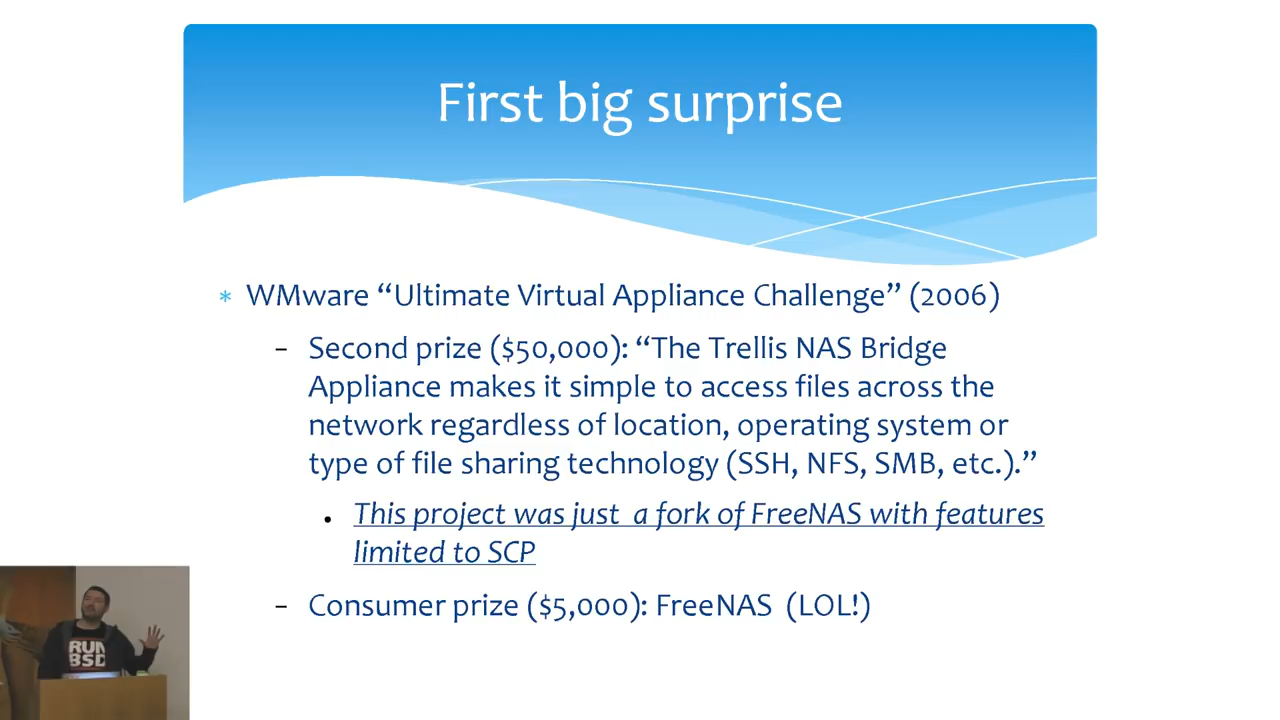 First big surprise
* WMware “Ultimate Virtual Appliance Challenge” (2006)
– Second prize ($50,000): “The Trellis NAS Bridge
Appliance makes it simple to access files across the
network regardless of location, operating system or
type of file sharing technology (SSH, NFS, SMB, etc.).”
• This project was just  a fork of FreeNAS with features
limited to SCP
– Consumer prize ($5,000): FreeNAS  (LOL!)
RUN
BSD